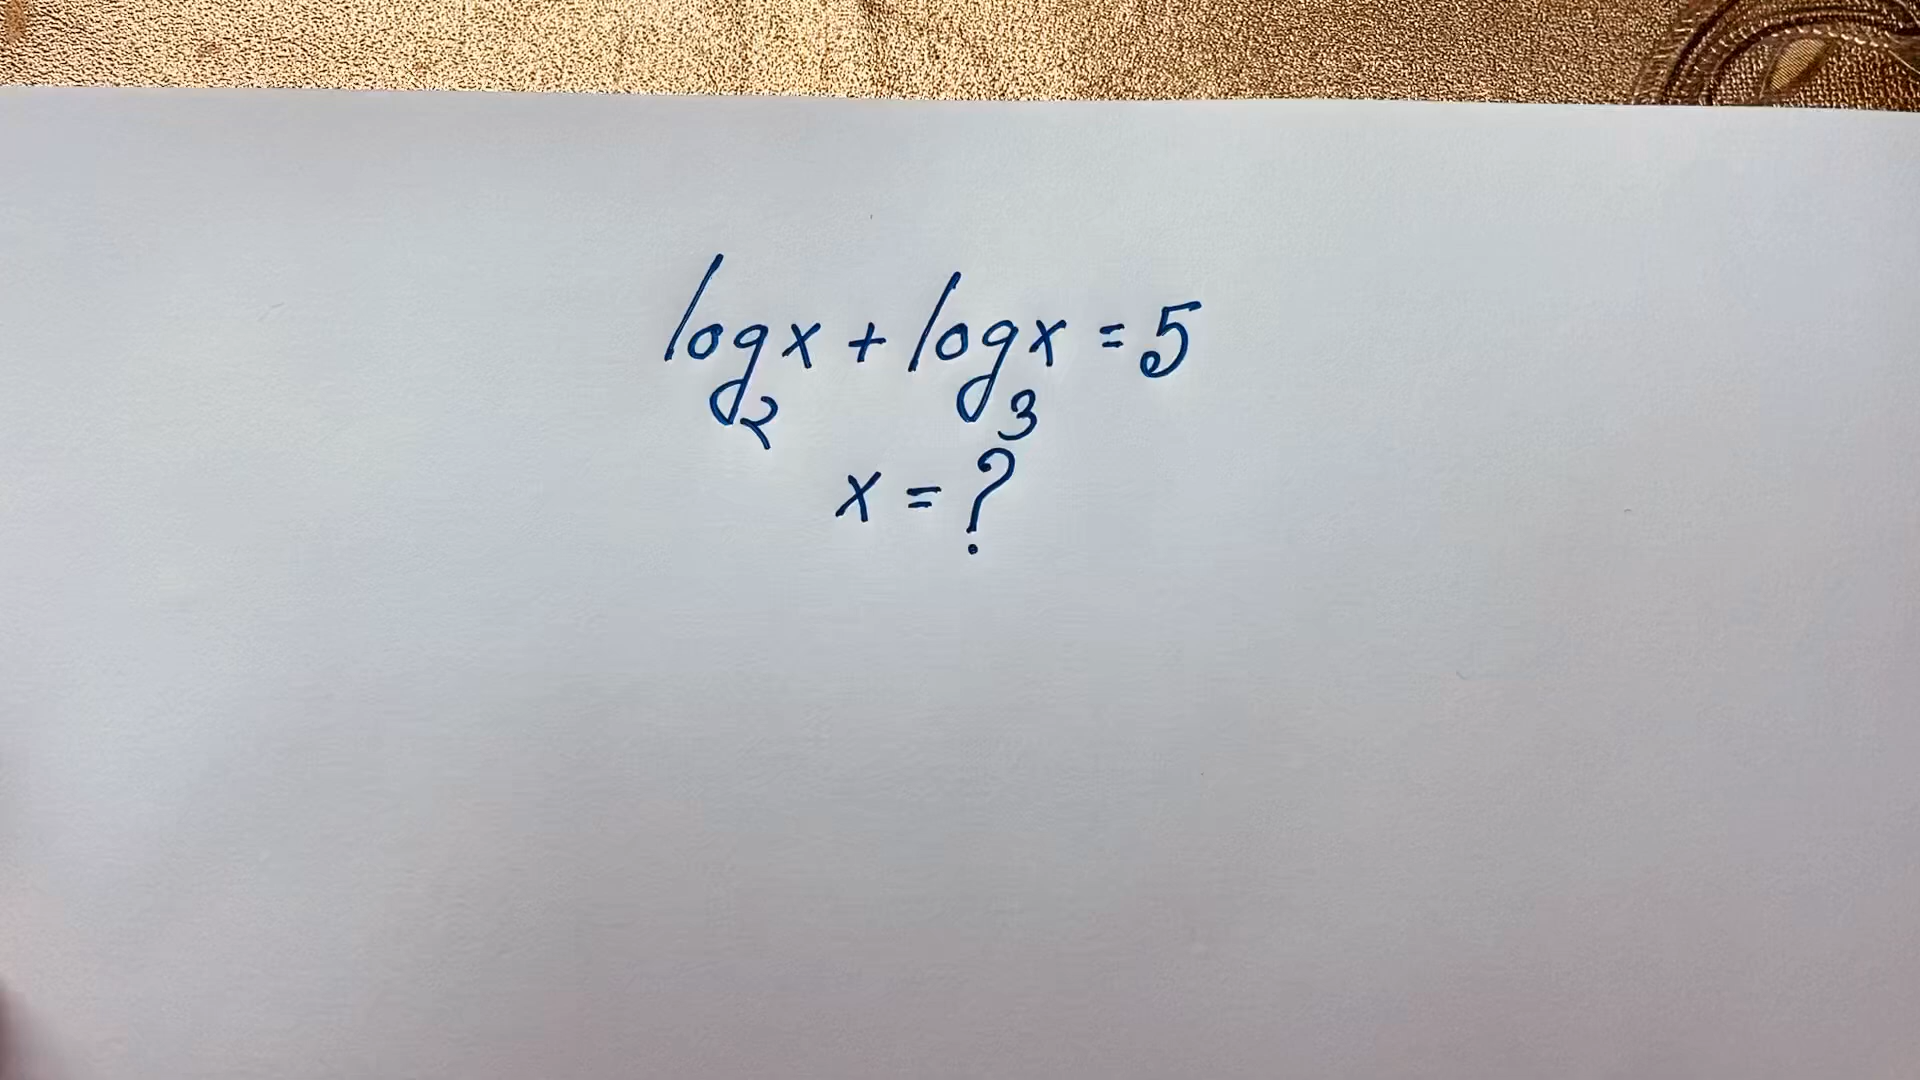 log₂x + log₃x = 5
x = ?